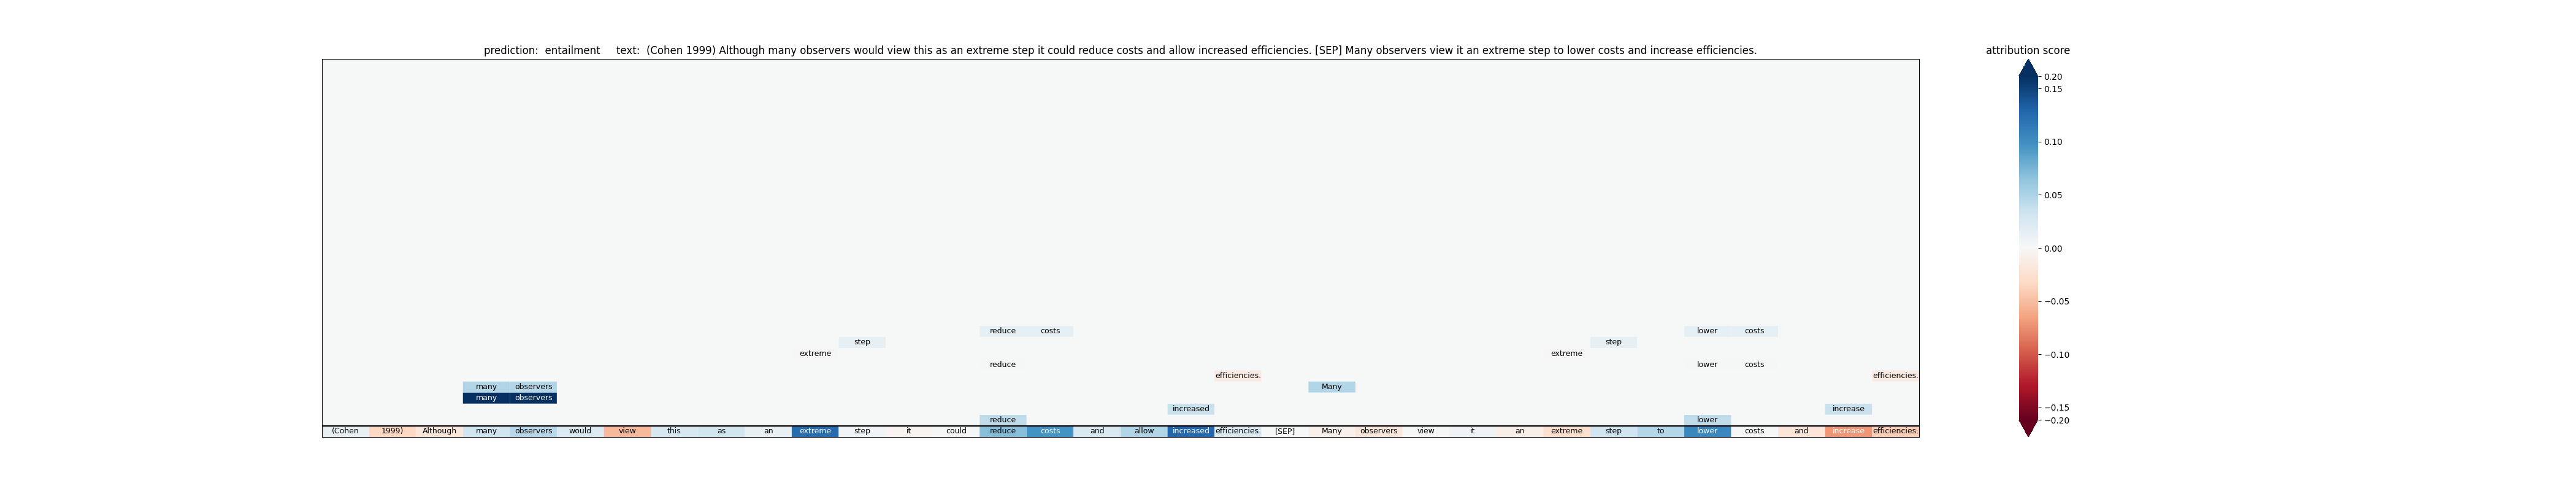 prediction: entailment text: (Cohen 1999) Although many observers would view this as an extreme step it could reduce costs and allow increased efficiencies. [SEP] Many observers view it an extreme step to lower costs and increase efficiencies.
attribution score
0.20
0.15
0.10
0.05
0.00
−0.05
−0.10
−0.15
−0.20
reduce costs lower costs
step step
extreme extreme
reduce lower costs
efficiencies. efficiencies.
many observers Many
many observers
increased increase
reduce lower
(Cohen 1999) Although many observers would view this as an extreme step it could reduce costs and allow increased efficiencies. [SEP] Many observers view it an extreme step to lower costs and increase efficiencies.